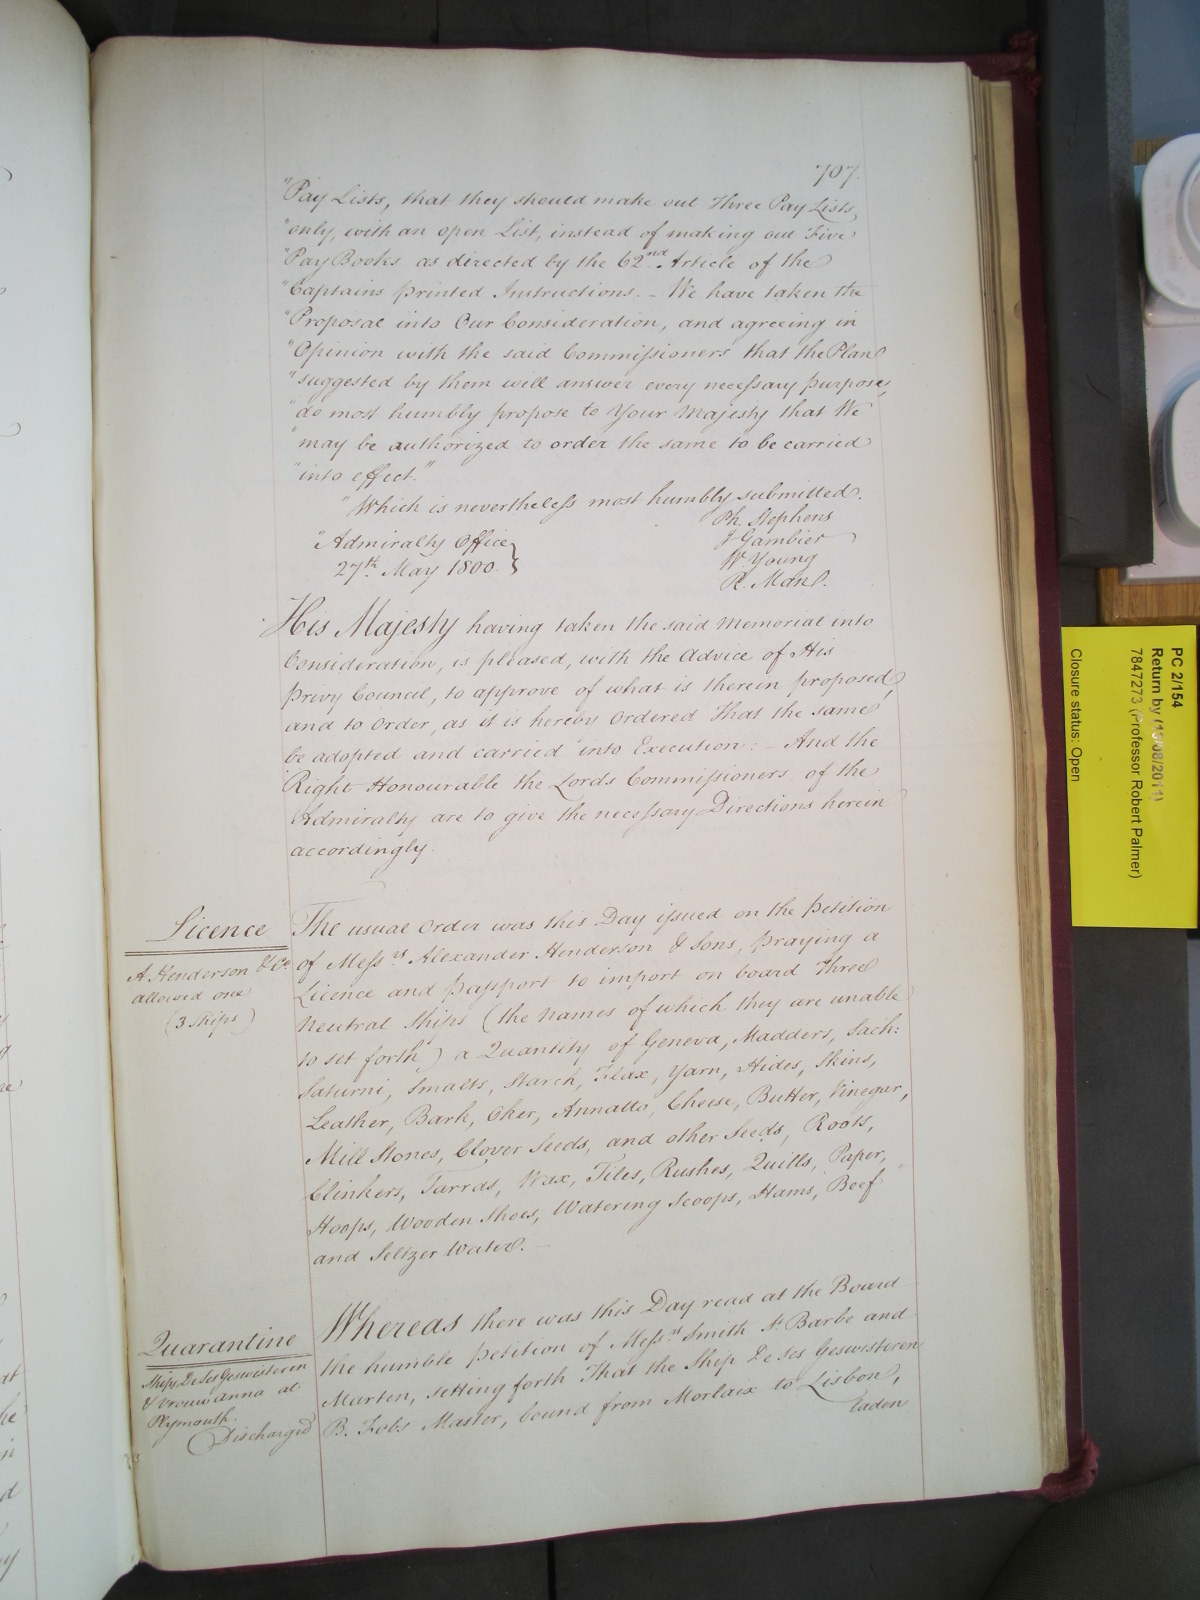 707.
"Pay Lists, that they should make out Three Pay Lists
"only, with an open List, instead of making out Five
"Pay Books as directed by the 62nd Article of the
"Captains printed Instructions. - We have taken the
"Proposal into Our Consideration, and agreeing in
"Opinion with the said Commissioners that the Plan
"suggested by them will answer every necessary purpose,
"do most humbly propose to Your Majesty that We
"may be authorized to order the same to be carried
"into effect."
"Which is nevertheless most humbly submitted.
Ph. Stephens
"Admiralty Office
J Gambier
27th May 1800.
W. Young
R. Man.
His Majesty having taken the said Memorial into
Consideration, is pleased, with the Advice of His
Privy Council, to approve of what is therein proposed,
and to Order, as it is hereby Ordered That the same
be adopted and carried into Execution: - And the
Right Honourable the Lords Commissioners of the
Admiralty are to give the necessary Directions herein
accordingly.
Licence
A. Henderson & Co.
allowed one
(3 Ships)
The usual Order was this Day issued on the Petition
of Messrs Alexander Henderson & Sons, praying a
Licence and Passport to import on board Three
Neutral Ships (the Names of which they are unable
to set forth) a Quantity of Geneva, Madders, Sach:
Saturni, Smalts, Starch, Flax, Yarn, Hides, Skins,
Leather, Bark, Oker, Annatto, Cheese, Butter, Vinegar,
Mill Stones, Clover Seeds, and other Seeds, Roots,
Clinkers, Tarras, Wax, Tiles, Rushes, Quills, Paper,
Hoops, Wooden Shoes, Watering Scoops, Hams, Beef
and Seltzer Water. -
Quarantine
Ships De Ses Geswisteren
& Vrouw Anna at
Plymouth.
Discharged
Whereas there was this Day read at the Board
the humble Petition of Messrs Smith St. Barbe and
Marten, setting forth That the Ship De Ses Geswisteren
B. Fobs Master, bound from Morlaix to Lisbon,
laden
PC 2/154
Return by (13/08/2011)
7847273 (Professor Robert Palmer)
Closure status: Open